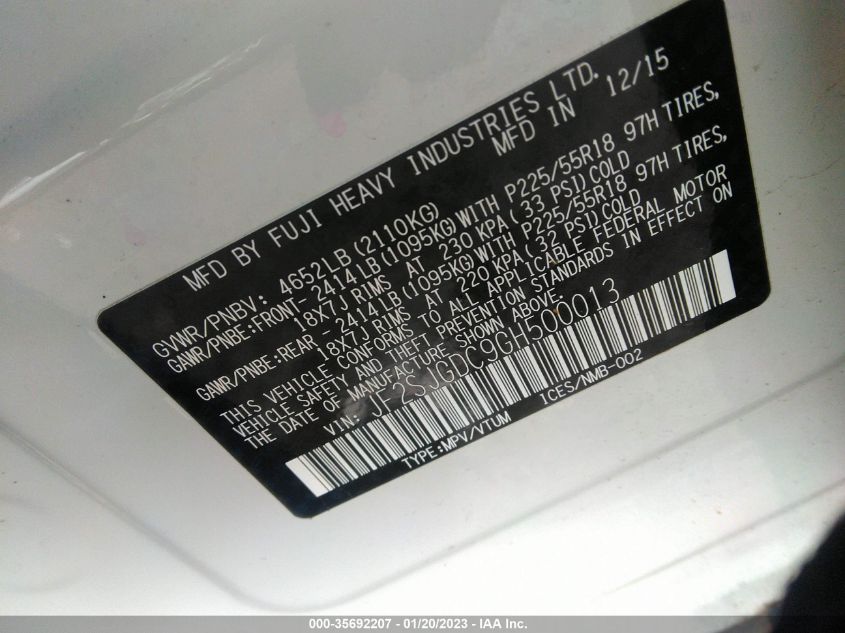 MFD BY FUJI HEAVY INDUSTRIES LTD.
MFD IN 12/15
GVWR/PNBV: 4652LB (2110KG)
GAWR/PNBE:FRONT- 2414LB (1095KG) WITH P225/55R18 97H TIRES,
18X7J RIMS AT 230 KPA (33 PSI) COLD
GAWR/PNBE:REAR - 2414LB (1095KG) WITH P225/55R18 97H TIRES,
18X7J RIMS AT 220 KPA (32 PSI) COLD
THIS VEHICLE CONFORMS TO ALL APPLICABLE FEDERAL MOTOR
VEHICLE SAFETY AND THEFT PREVENTION STANDARDS IN EFFECT ON
THE DATE OF MANUFACTURE SHOWN ABOVE.
VIN: JF2SJGDC9GH500013
TYPE:MPV/VTUM ICES/NMB-002
000-35692207 - 01/20/2023 - IAA Inc.